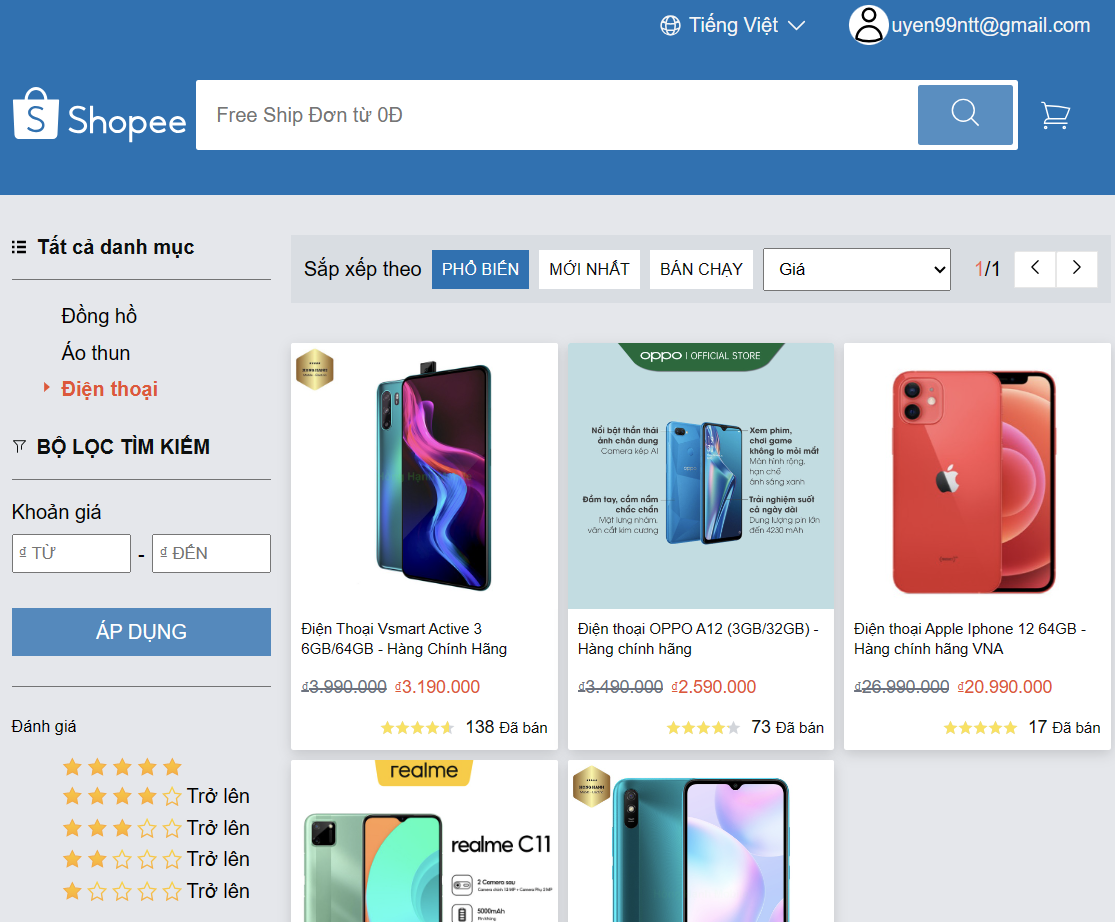 Tiếng Việt
uyen99ntt@gmail.com
S Shopee
Free Ship Đơn từ 0Đ
Tất cả danh mục
Đồng hồ
Áo thun
Điện thoại
BỘ LỌC TÌM KIẾM
Khoản giá
₫ TỪ - ₫ ĐẾN
ÁP DỤNG
Đánh giá
Trở lên
Trở lên
Trở lên
Trở lên
Sắp xếp theo PHỔ BIẾN MỚI NHẤT BÁN CHẠY Giá 1/1
Điện Thoại Vsmart Active 3
6GB/64GB - Hàng Chính Hãng
₫3.990.000 ₫3.190.000
138 Đã bán
oppo | OFFICIAL STORE
Nổi bật thần thái
ảnh chân dung
Camera kép AI
Đầm tay, cầm nắm
chắc chắn
Mặt lưng nhám,
vân cắt kim cương
Xem phim,
chơi game
không lo mỏi mắt
Màn hình rộng,
hạn chế
ánh sáng xanh
Trải nghiệm suốt
cả ngày dài
Dung lượng pin lớn
đến 4230 mAh
Điện thoại OPPO A12 (3GB/32GB) -
Hàng chính hãng
₫3.490.000 ₫2.590.000
73 Đã bán
Điện thoại Apple Iphone 12 64GB -
Hàng chính hãng VNA
₫26.990.000 ₫20.990.000
17 Đã bán
realme
realme C11
2 Camera sau
5000mAh